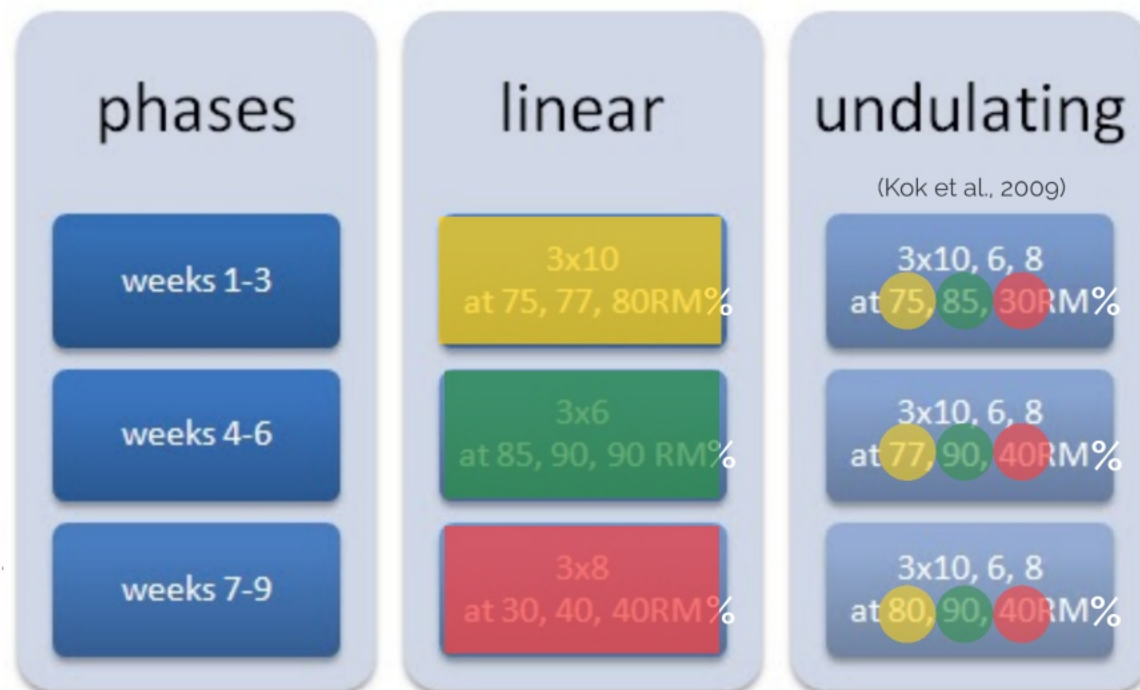 phases
weeks 1-3
weeks 4-6
weeks 7-9
linear
3x10
at 75, 77, 80RM%
3x6
at 85, 90, 90 RM%
3x8
at 30, 40, 40RM%
undulating
(Kok et al., 2009)
3x10, 6, 8
at 75, 85, 30RM%
3x10, 6, 8
at 77, 90, 40RM%
3x10, 6, 8
at 80, 90, 40RM%